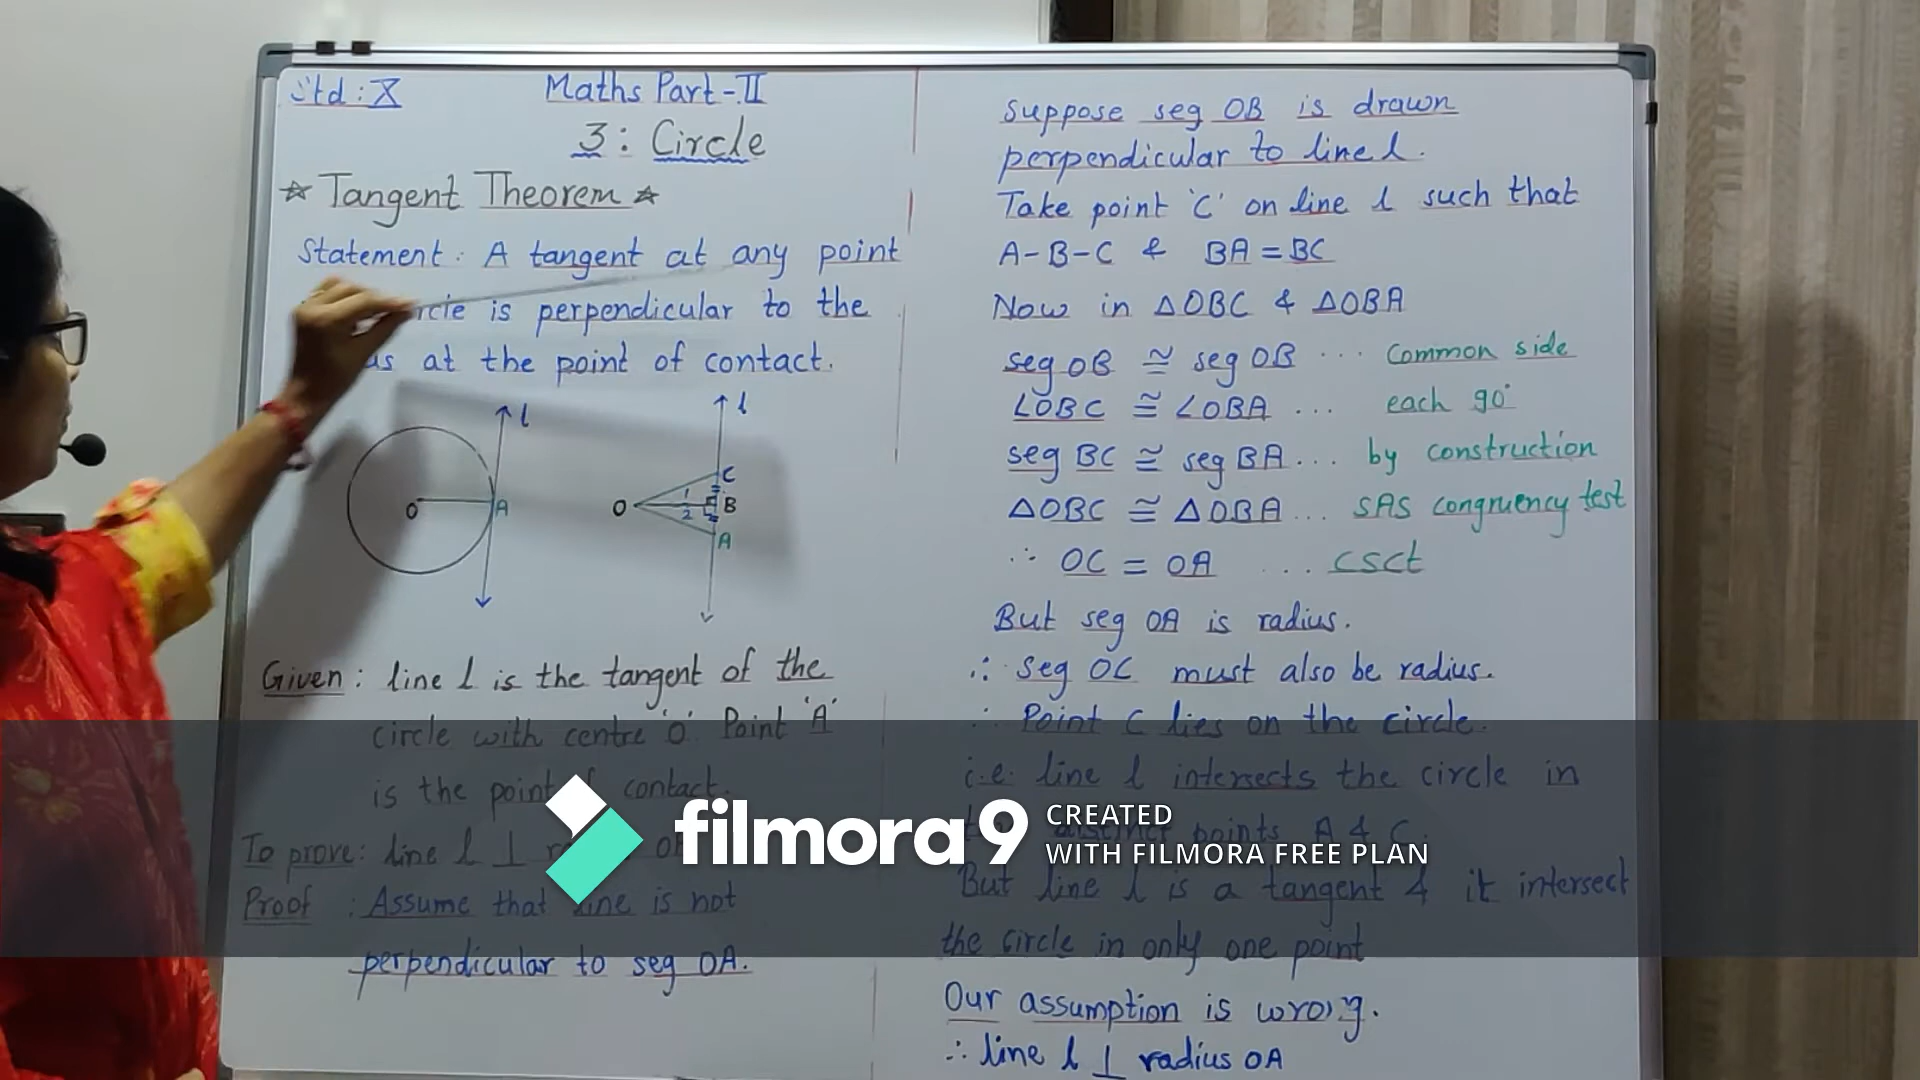 Std : X
Maths Part - II
3 : Circle
☆ Tangent Theorem ☆
Statement : A tangent at any point
is perpendicular to the
at the point of contact.
l
O
A
l
C
O
1
2
B
A
Given : line l is the tangent of the
circle with centre 'O'. Point 'A'
is the point contact.
To prove : line l ⊥
Proof : Assume that line is not
perpendicular to seg OA.
Suppose seg OB is drawn
perpendicular to line l.
Take point 'C' on line l such that
A-B-C & BA = BC
Now in △OBC & △OBA
seg OB ≅ seg OB ... Common side
∠OBC ≅ ∠OBA ... each 90°
seg BC ≅ seg BA ... by construction
△OBC ≅ △OBA ... SAS congruency test
∴ OC = OA ... csct
But seg OA is radius.
∴ seg OC must also be radius.
∴ Point C lies on the circle.
i.e. line l intersects the circle in
distinct points A & C.
But line l is a tangent & it intersect
the circle in only one point
Our assumption is wrong.
∴ line l ⊥ radius OA
filmora9
CREATED
WITH FILMORA FREE PLAN